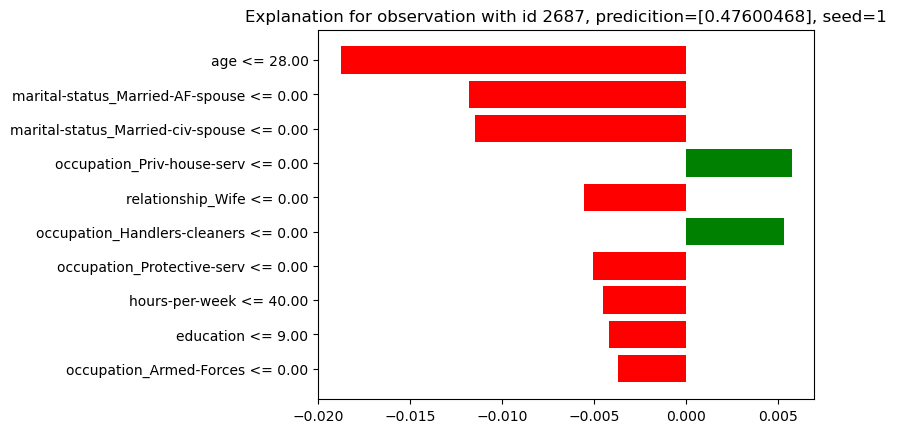 Explanation for observation with id 2687, predicition=[0.47600468], seed=1
age <= 28.00
marital-status_Married-AF-spouse <= 0.00
marital-status_Married-civ-spouse <= 0.00
occupation_Priv-house-serv <= 0.00
relationship_Wife <= 0.00
occupation_Handlers-cleaners <= 0.00
occupation_Protective-serv <= 0.00
hours-per-week <= 40.00
education <= 9.00
occupation_Armed-Forces <= 0.00
−0.020 −0.015 −0.010 −0.005 0.000 0.005